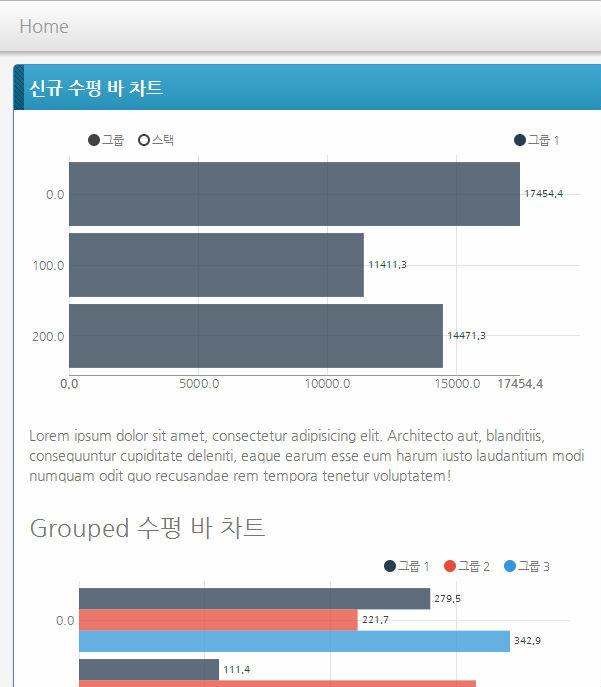 Home
신규 수평 바 차트
그룹 스택 그룹 1
0.0 17454.4
100.0 11411.3
200.0 14471.3
0.0 5000.0 10000.0 15000.0 17454.4
Lorem ipsum dolor sit amet, consectetur adipisicing elit. Architecto aut, blanditiis,
consequuntur cupiditate deleniti, eaque earum esse eum harum iusto laudantium modi
numquam odit quo recusandae rem tempora tenetur voluptatem!
Grouped 수평 바 차트
그룹 1 그룹 2 그룹 3
279.5
0.0 221.7
342.9
111.4